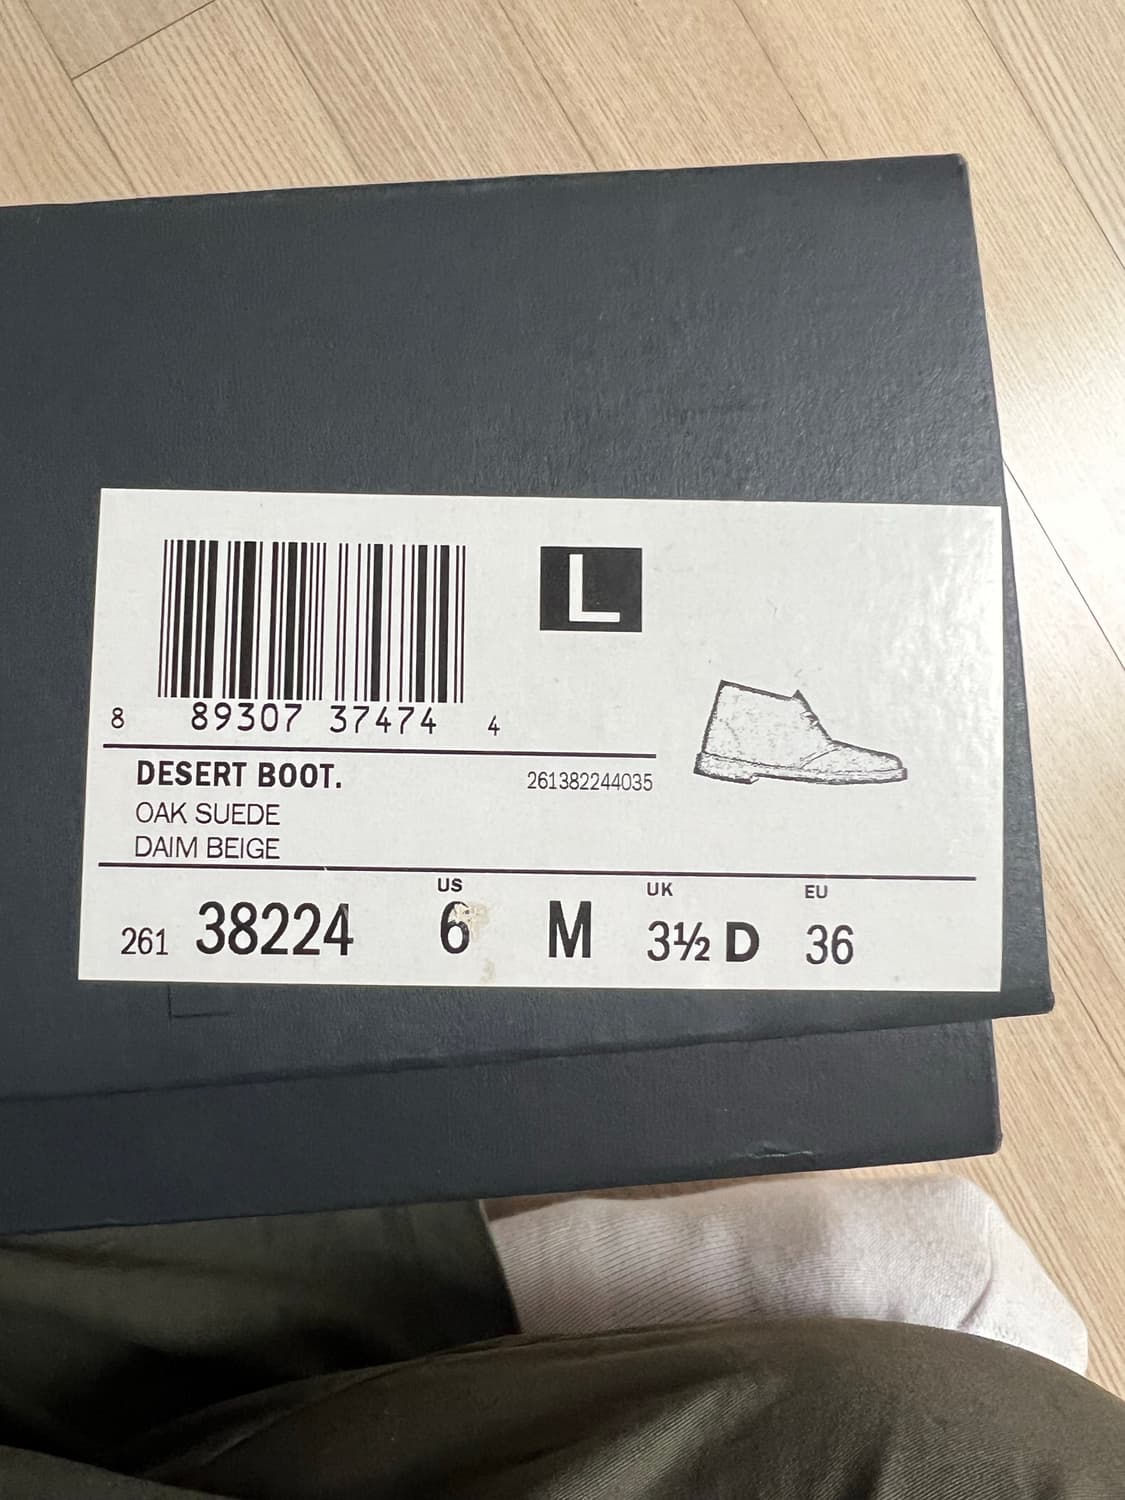 L
8 89307 37474 4
DESERT BOOT. 261382244035
OAK SUEDE
DAIM BEIGE
US UK EU
261 38224 6 M 3½ D 36